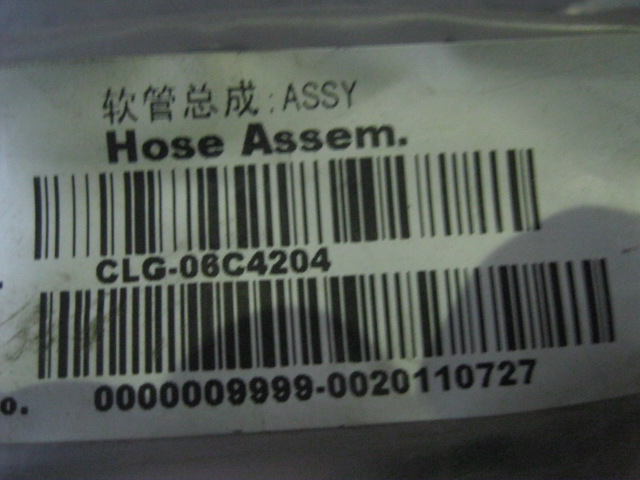 软管总成:ASSY
Hose Assem.
CLG-06C4204
o. 0000009999-0020110727